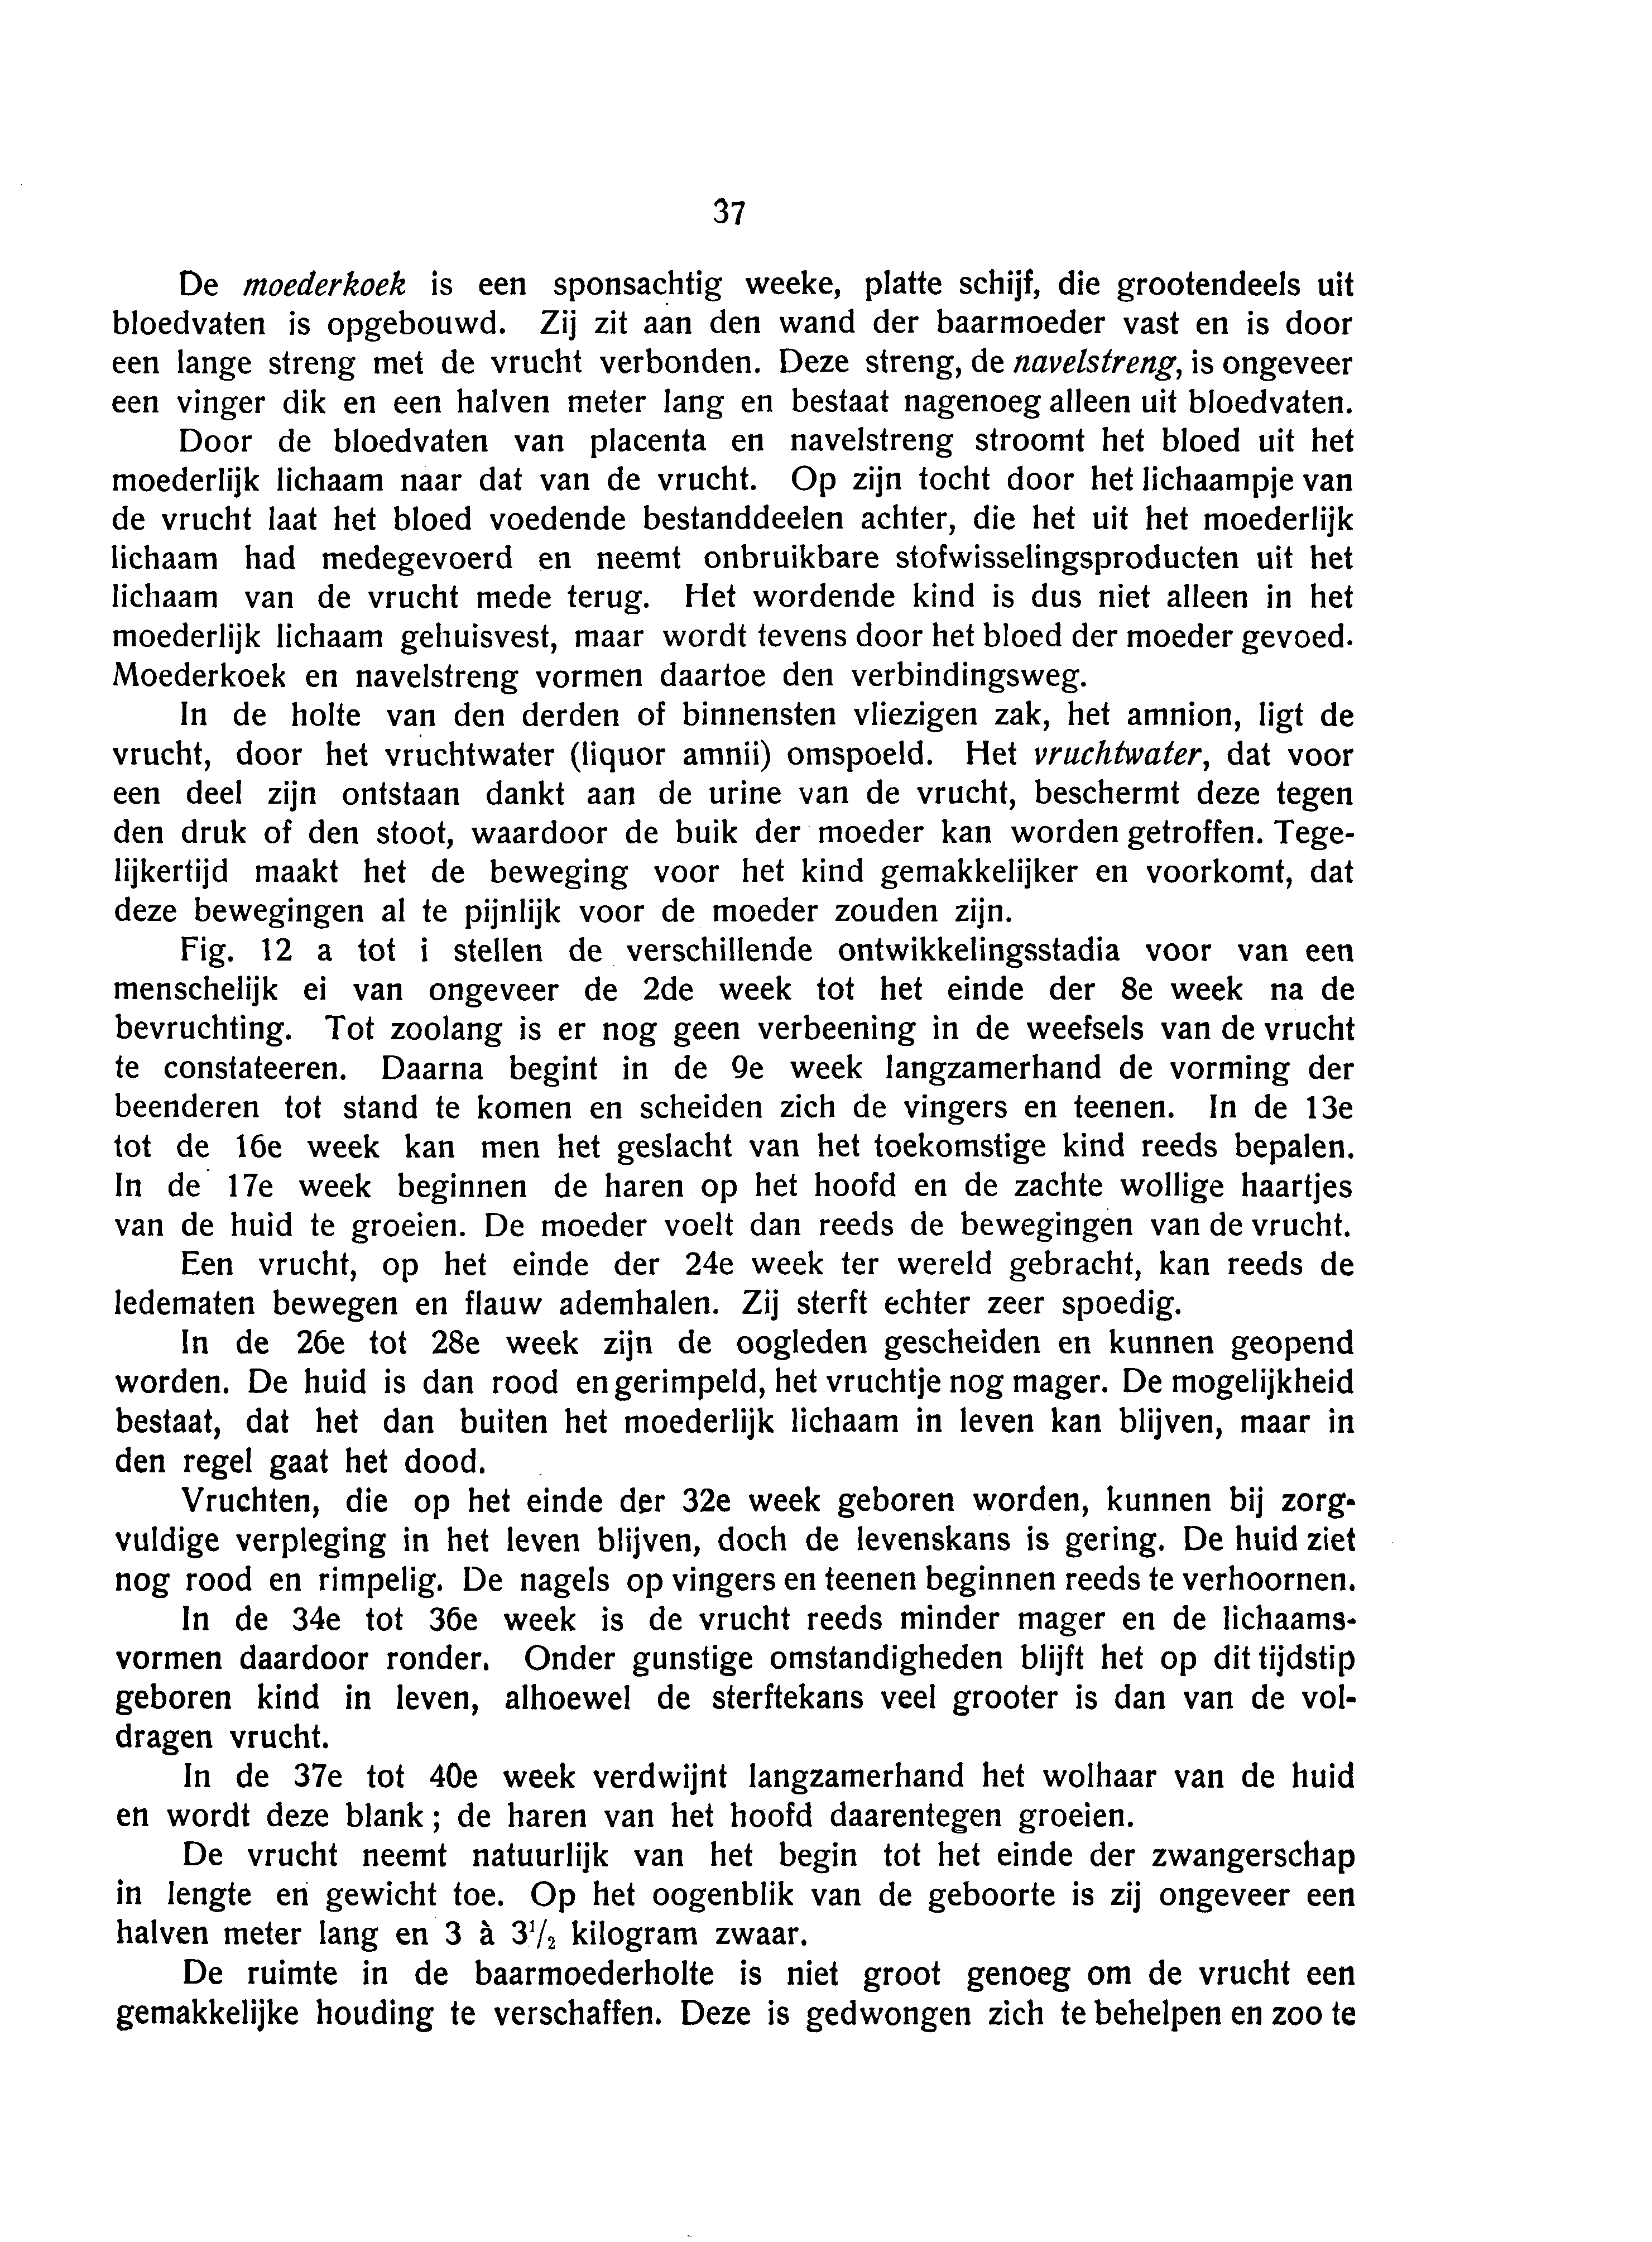 37
De moederkoek is een sponsachtig weeke, platte schijf, die grootendeels uit
bloedvaten is opgebouwd. Zij zit aan den wand der baarmoeder vast en is door
een lange streng met de vrucht verbonden. Deze streng, de navelstreng, is ongeveer
een vinger dik en een halven meter lang en bestaat nagenoeg alleen uit bloedvaten.
Door de bloedvaten van placenta en navelstreng stroomt het bloed uit het
moederlijk lichaam naar dat van de vrucht. Op zijn tocht door het lichaampje van
de vrucht laat het bloed voedende bestanddeelen achter, die het uit het moederlijk
lichaam had medegevoerd en neemt onbruikbare stofwisselingsproducten uit het
lichaam van de vrucht mede terug. Het wordende kind is dus niet alleen in het
moederlijk lichaam gehuisvest, maar wordt tevens door het bloed der moeder gevoed.
Moederkoek en navelstreng vormen daartoe den verbindingsweg.
In de holte van den derden of binnensten vliezigen zak, het amnion, ligt de
vrucht, door het vruchtwater (liquor amnii) omspoeld. Het vruchtwater, dat voor
een deel zijn ontstaan dankt aan de urine van de vrucht, beschermt deze tegen
den druk of den stoot, waardoor de buik der moeder kan worden getroffen. Tege-
lijkertijd maakt het de beweging voor het kind gemakkelijker en voorkomt, dat
deze bewegingen al te pijnlijk voor de moeder zouden zijn.
Fig. 12 a tot i stellen de verschillende ontwikkelingsstadia voor van een
menschelijk ei van ongeveer de 2de week tot het einde der 8e week na de
bevruchting. Tot zoolang is er nog geen verbeening in de weefsels van de vrucht
te constateeren. Daarna begint in de 9e week langzamerhand de vorming der
beenderen tot stand te komen en scheiden zich de vingers en teenen. In de 13e
tot de 16e week kan men het geslacht van het toekomstige kind reeds bepalen.
In de 17e week beginnen de haren op het hoofd en de zachte wollige haartjes
van de huid te groeien. De moeder voelt dan reeds de bewegingen van de vrucht.
Een vrucht, op het einde der 24e week ter wereld gebracht, kan reeds de
ledematen bewegen en flauw ademhalen. Zij sterft echter zeer spoedig.
In de 26e tot 28e week zijn de oogleden gescheiden en kunnen geopend
worden. De huid is dan rood en gerimpeld, het vruchtje nog mager. De mogelijkheid
bestaat, dat het dan buiten het moederlijk lichaam in leven kan blijven, maar in
den regel gaat het dood.
Vruchten, die op het einde der 32e week geboren worden, kunnen bij zorg-
vuldige verpleging in het leven blijven, doch de levenskans is gering. De huid ziet
nog rood en rimpelig. De nagels op vingers en teenen beginnen reeds te verhoornen.
In de 34e tot 36e week is de vrucht reeds minder mager en de lichaams-
vormen daardoor ronder. Onder gunstige omstandigheden blijft het op dit tijdstip
geboren kind in leven, alhoewel de sterftekans veel grooter is dan van de vol-
dragen vrucht.
In de 37e tot 40e week verdwijnt langzamerhand het wolhaar van de huid
en wordt deze blank; de haren van het hoofd daarentegen groeien.
De vrucht neemt natuurlijk van het begin tot het einde der zwangerschap
in lengte en gewicht toe. Op het oogenblik van de geboorte is zij ongeveer een
halven meter lang en 3 à 3¹/₂ kilogram zwaar.
De ruimte in de baarmoederholte is niet groot genoeg om de vrucht een
gemakkelijke houding te verschaffen. Deze is gedwongen zich te behelpen en zoo te